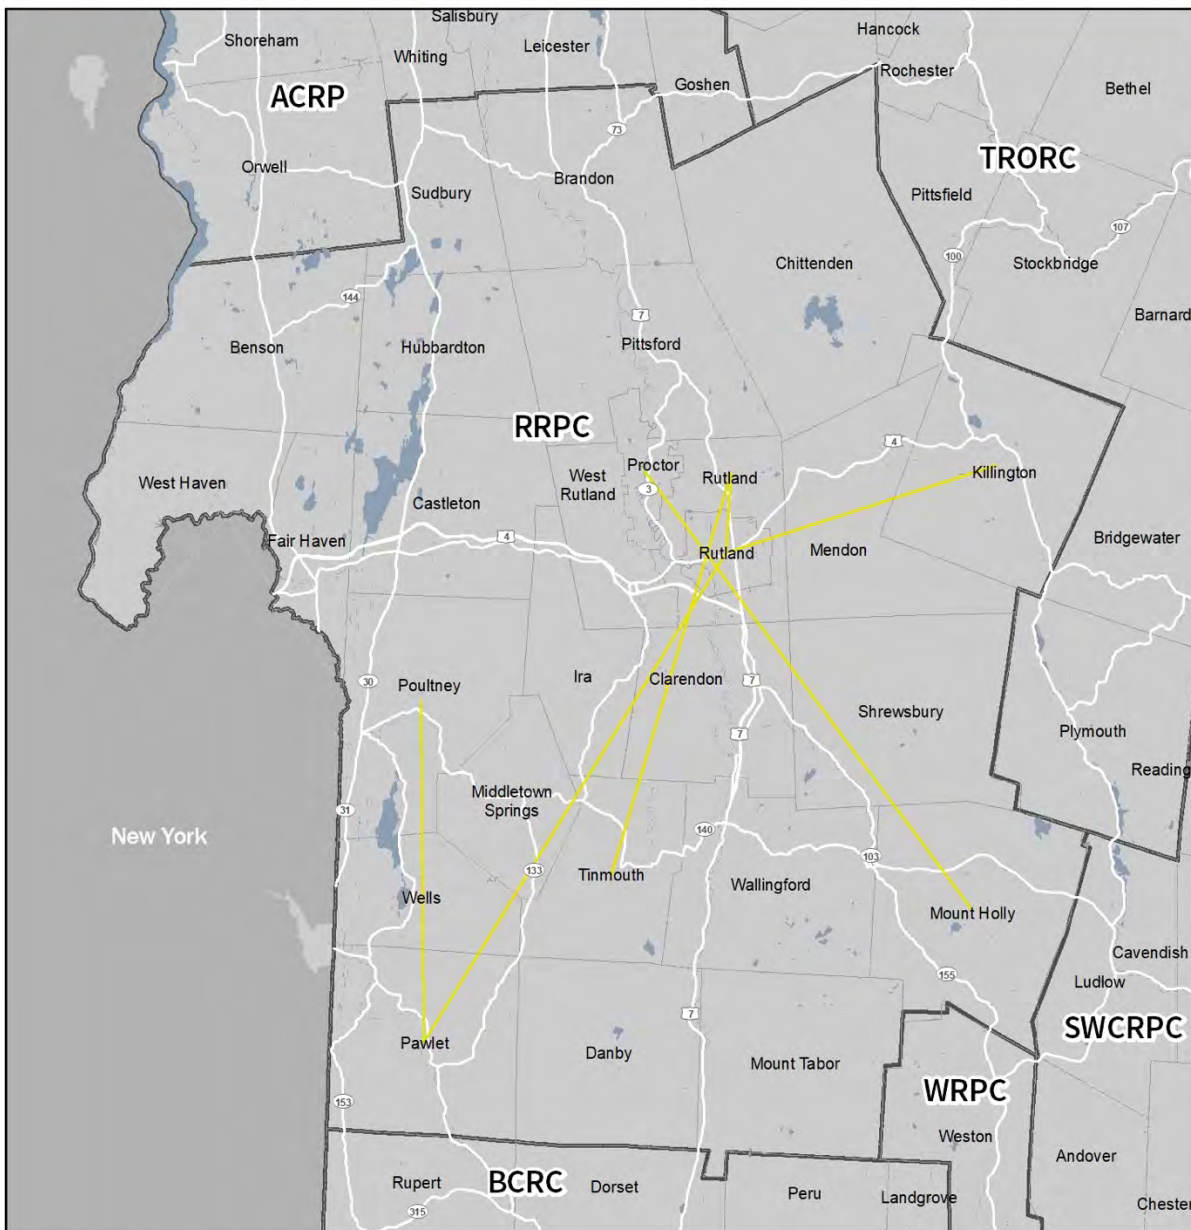 Salisbury
Shoreham
Whiting
Leicester
Hancock
Rochester
Goshen
Bethel
ACRP
73
TRORC
Orwell
Sudbury
Brandon
Pittsfield
107
100
Stockbridge
Chittenden
144
7
Barnard
Benson
Hubbardton
Pittsford
RRPC
4
West Haven
West
Rutland
Proctor
3
Rutland
Killington
Castleton
Fair Haven
4
Rutland
Mendon
Bridgewater
30
Poultney
Ira
Clarendon
7
Shrewsbury
7
Plymouth
Reading
Middletown
Springs
31
New York
140
103
133
Tinmouth
Wallingford
Wells
Mount Holly
Cavendish
155
Ludlow
7
SWCRPC
Pawlet
Danby
Mount Tabor
WRPC
153
Weston
Andover
BCRC
Rupert
Dorset
Peru
Landgrove
Chester
315